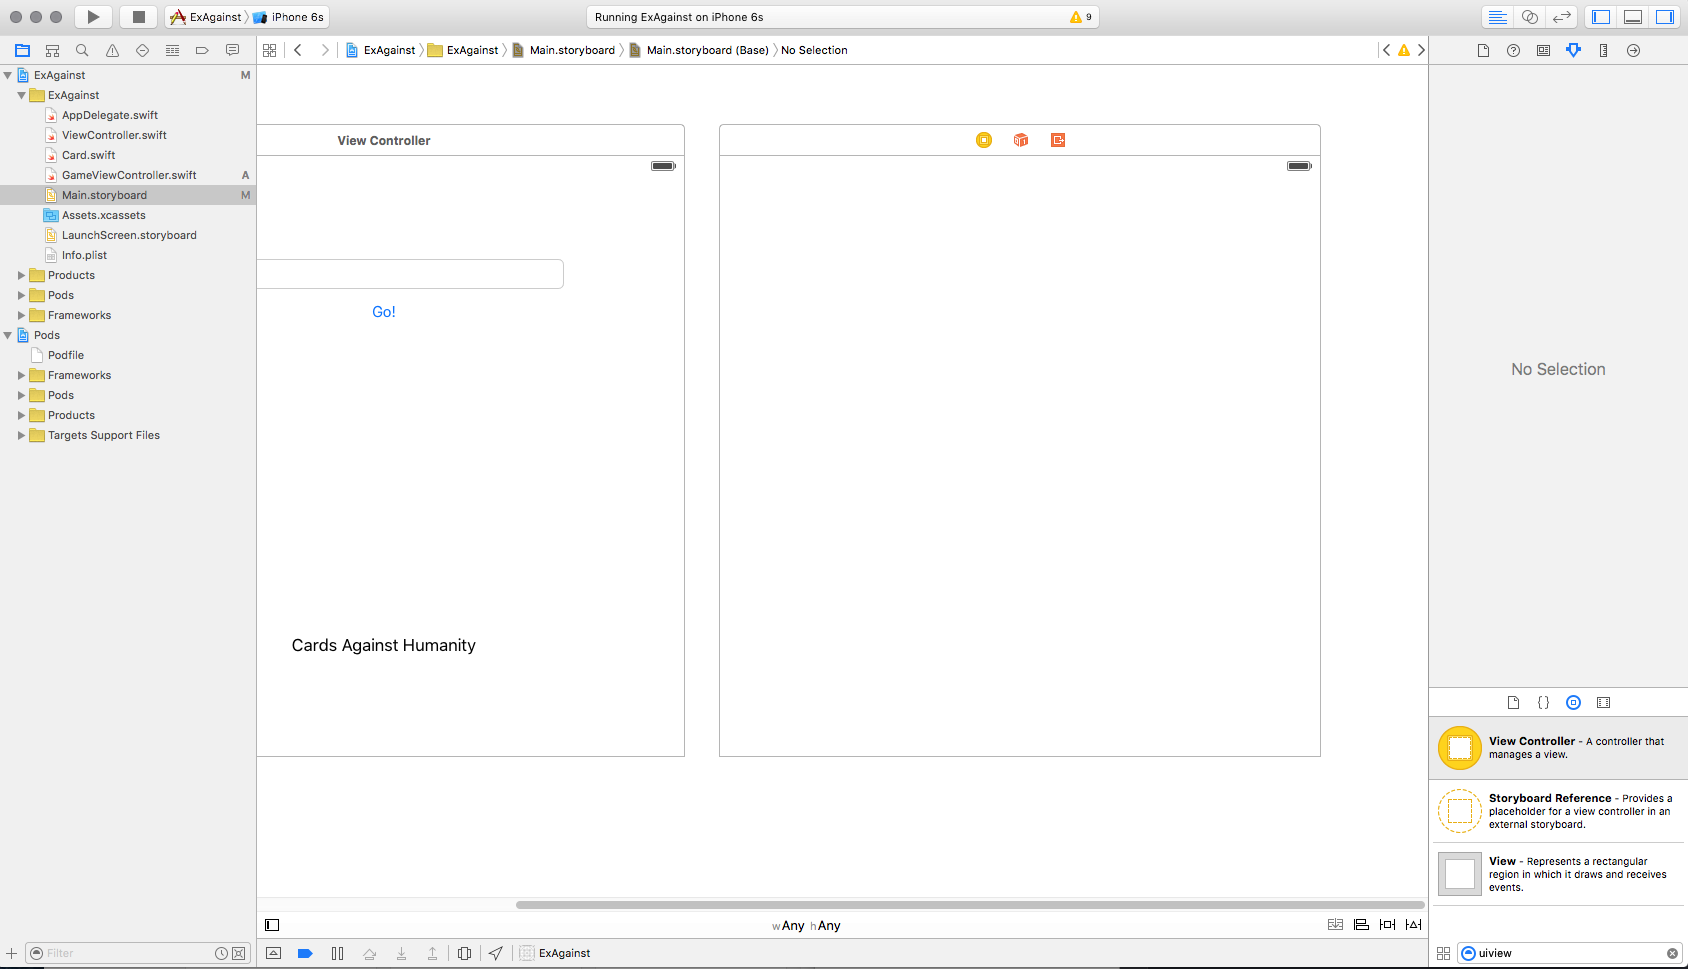 ExAgainst iPhone 6s
Running ExAgainst on iPhone 6s
9
ExAgainst ExAgainst Main.storyboard Main.storyboard (Base) No Selection
ExAgainst M
ExAgainst
AppDelegate.swift
ViewController.swift
Card.swift
GameViewController.swift A
Main.storyboard M
Assets.xcassets
LaunchScreen.storyboard
Info.plist
Products
Pods
Frameworks
Pods
Podfile
Frameworks
Pods
Products
Targets Support Files
Filter
View Controller
Go!
Cards Against Humanity
wAny hAny
ExAgainst
No Selection
{}
View Controller - A controller that
manages a view.
Storyboard Reference - Provides a
placeholder for a view controller in an
external storyboard.
View - Represents a rectangular
region in which it draws and receives
events.
uiview